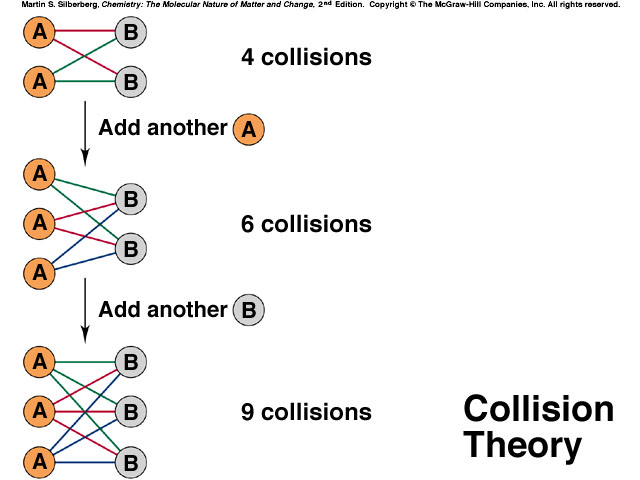 Martin S. Silberberg, Chemistry: The Molecular Nature of Matter and Change, 2nd Edition. Copyright © The McGraw-Hill Companies, Inc. All rights reserved.
A B
4 collisions
A B
Add another A
A
B
A
6 collisions
B
A
Add another B
A B
A B
9 collisions
A B
Collision
Theory